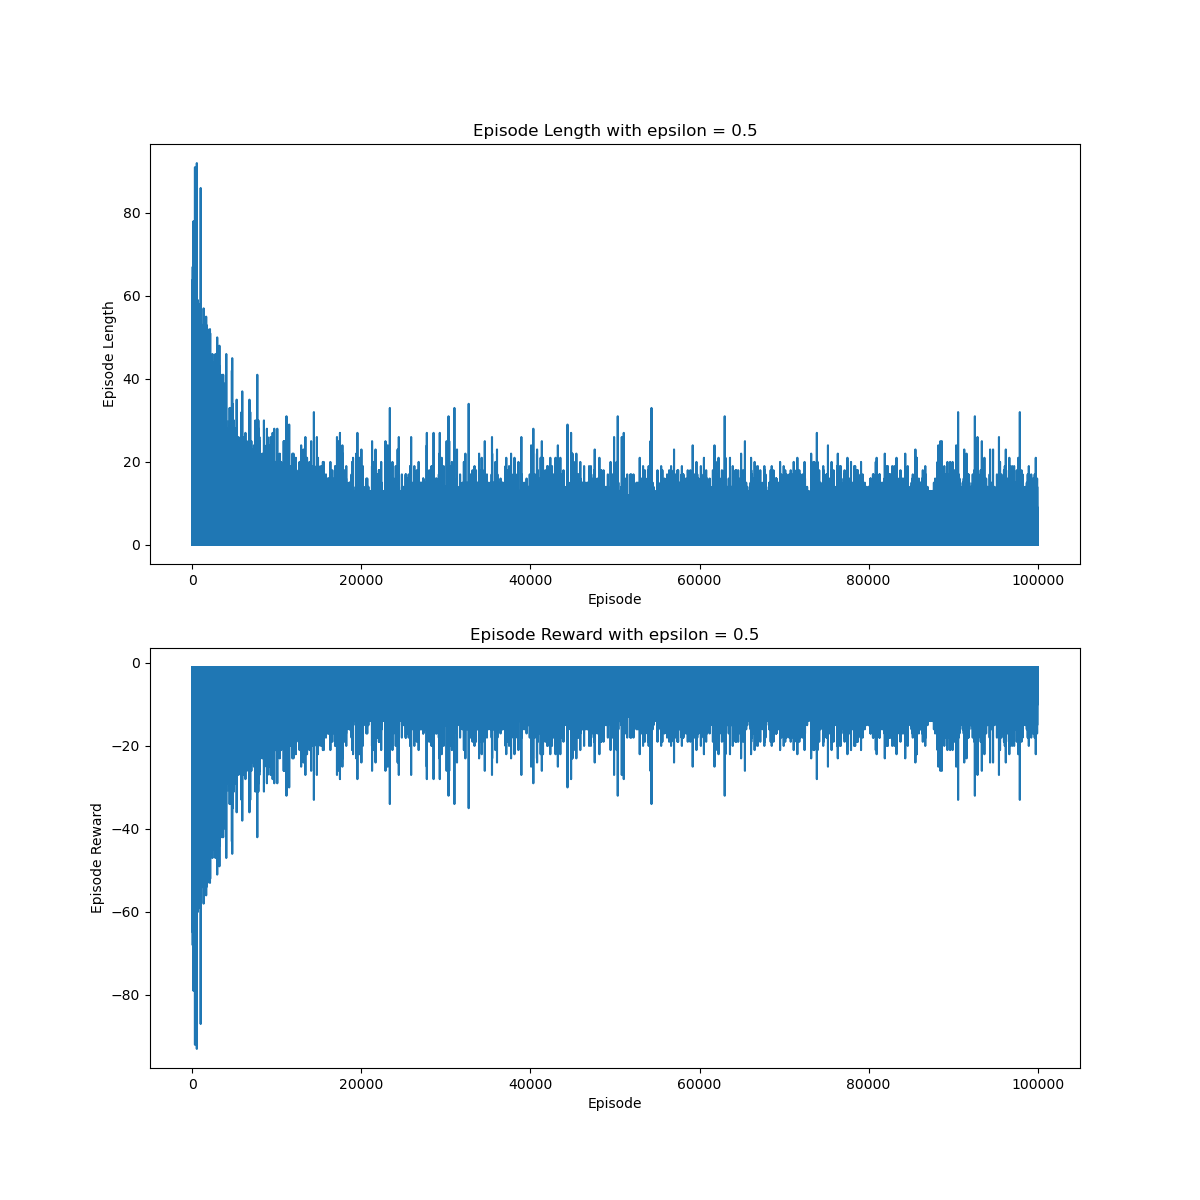 Episode Length with epsilon = 0.5
Episode Length
80
60
40
20
0
0 20000 40000 60000 80000 100000
Episode
Episode Reward with epsilon = 0.5
Episode Reward
0
−20
−40
−60
−80
0 20000 40000 60000 80000 100000
Episode